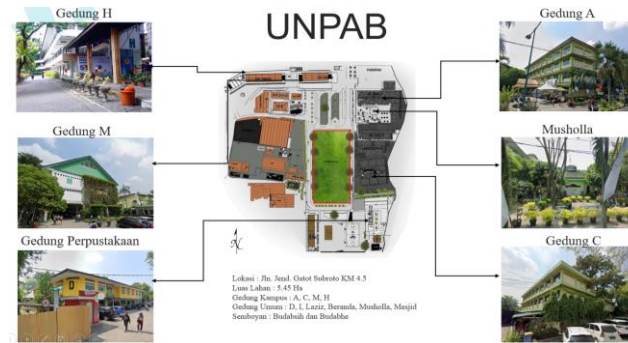 UNPAB
Gedung H
Gedung A
Gedung M
Musholla
Gedung Perpustakaan
D
Gedung C
N
Lokasi : Jln. Jend. Gatot Subroto KM 4.5
Luas Lahan : 5.45 Ha
Gedung Kampus : A, C, M, H
Gedung Umum : D, I, Laziz, Beranda, Musholla, Mesjid
Semboyan : Budabuih dan Budabhe